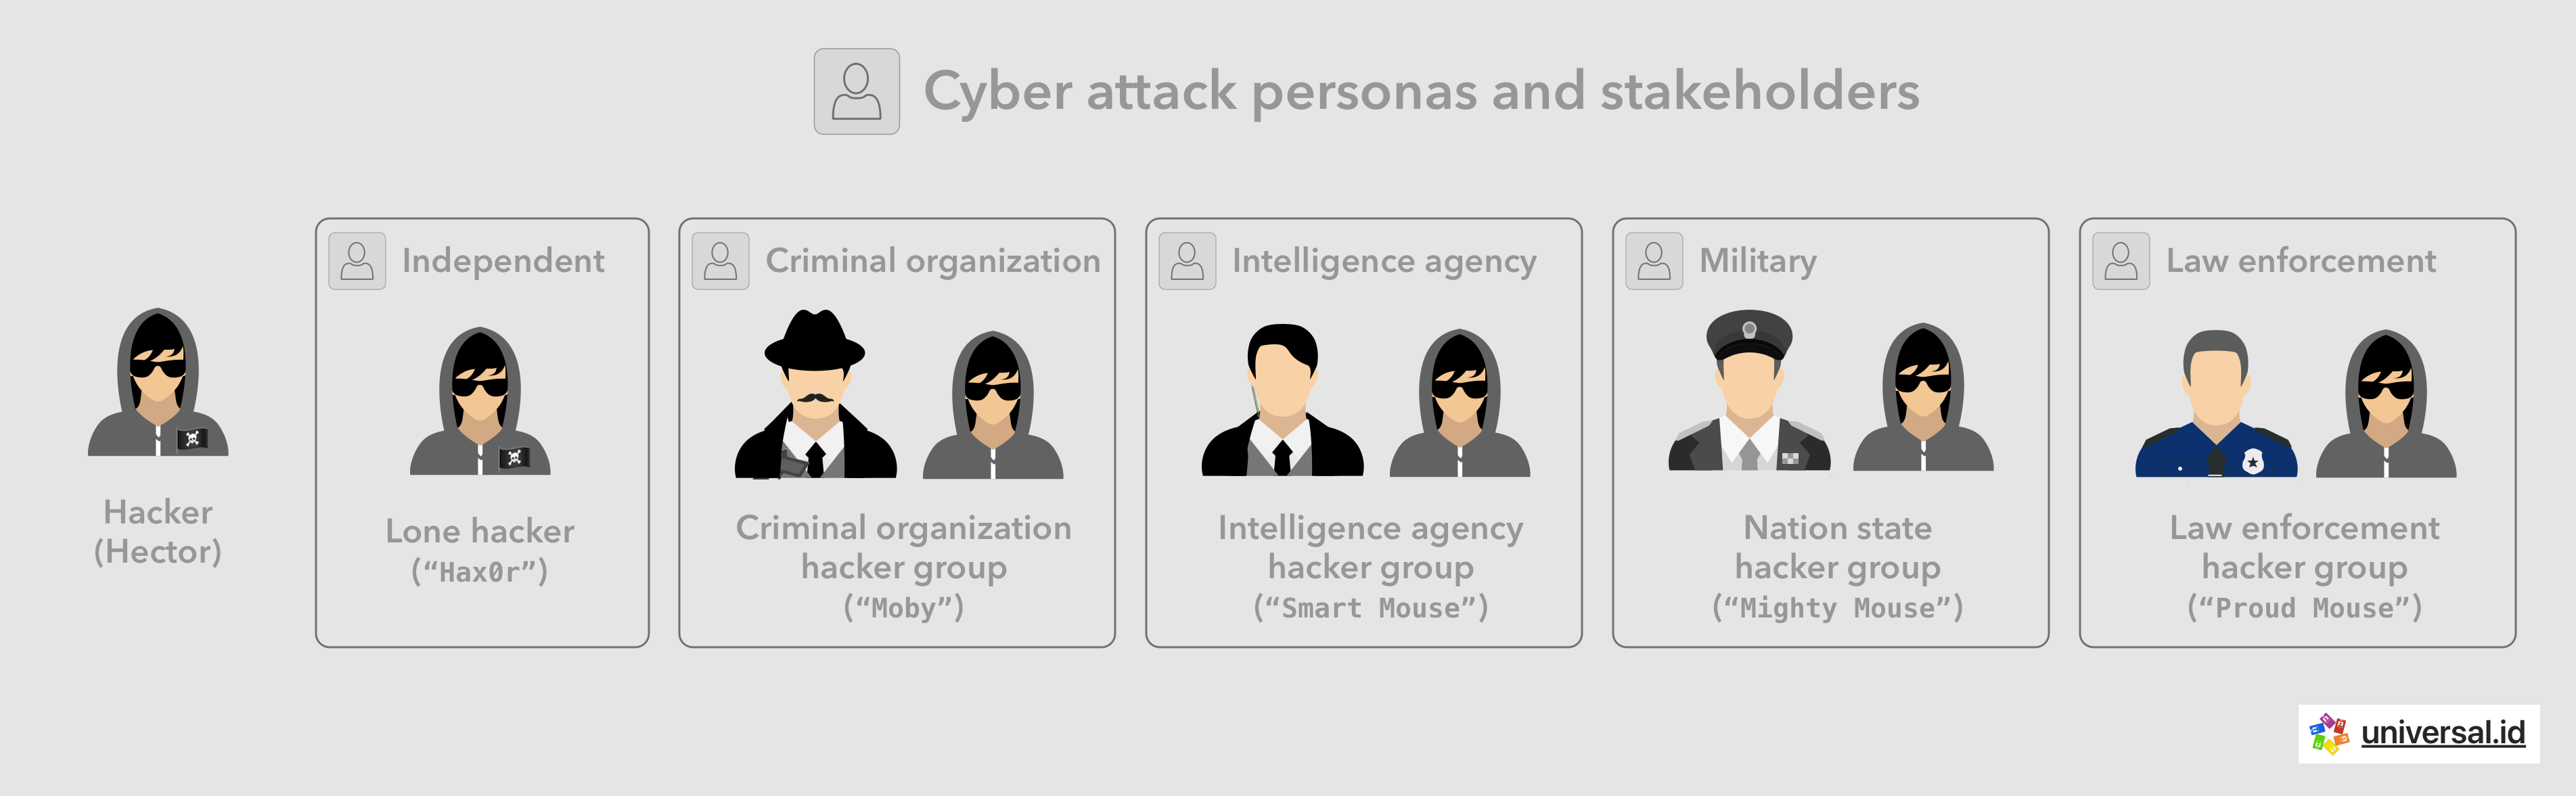 Cyber attack personas and stakeholders
Hacker
(Hector)
Independent
Lone hacker
(“Hax0r”)
Criminal organization
Criminal organization
hacker group
(“Moby”)
Intelligence agency
Intelligence agency
hacker group
(“Smart Mouse”)
Military
Nation state
hacker group
(“Mighty Mouse”)
Law enforcement
Law enforcement
hacker group
(“Proud Mouse”)
universal.id